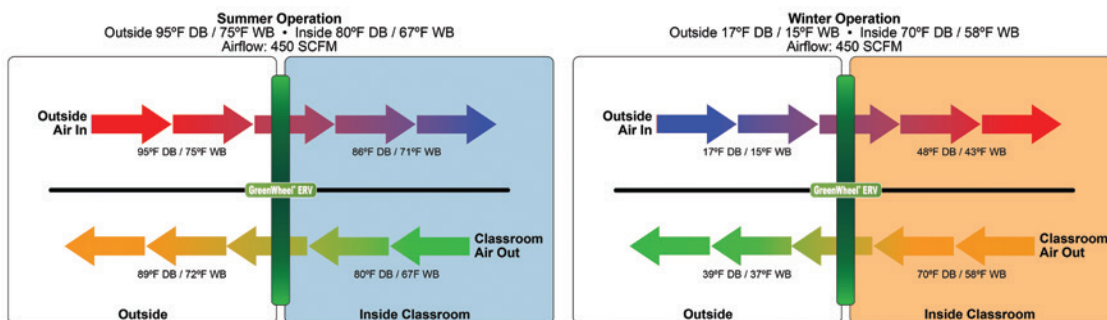 Summer Operation
Outside 95ºF DB / 75ºF WB • Inside 80ºF DB / 67ºF WB
Airflow: 450 SCFM
Outside
Air In
95ºF DB / 75ºF WB
86ºF DB / 71ºF WB
GreenWheel™ ERV
Classroom
Air Out
89ºF DB / 72ºF WB
80ºF DB / 67F WB
Outside
Inside Classroom
Winter Operation
Outside 17ºF DB / 15ºF WB • Inside 70ºF DB / 58ºF WB
Airflow: 450 SCFM
Outside
Air In
17ºF DB / 15ºF WB
48ºF DB / 43ºF WB
GreenWheel™ ERV
Classroom
Air Out
39ºF DB / 37ºF WB
70ºF DB / 58ºF WB
Outside
Inside Classroom